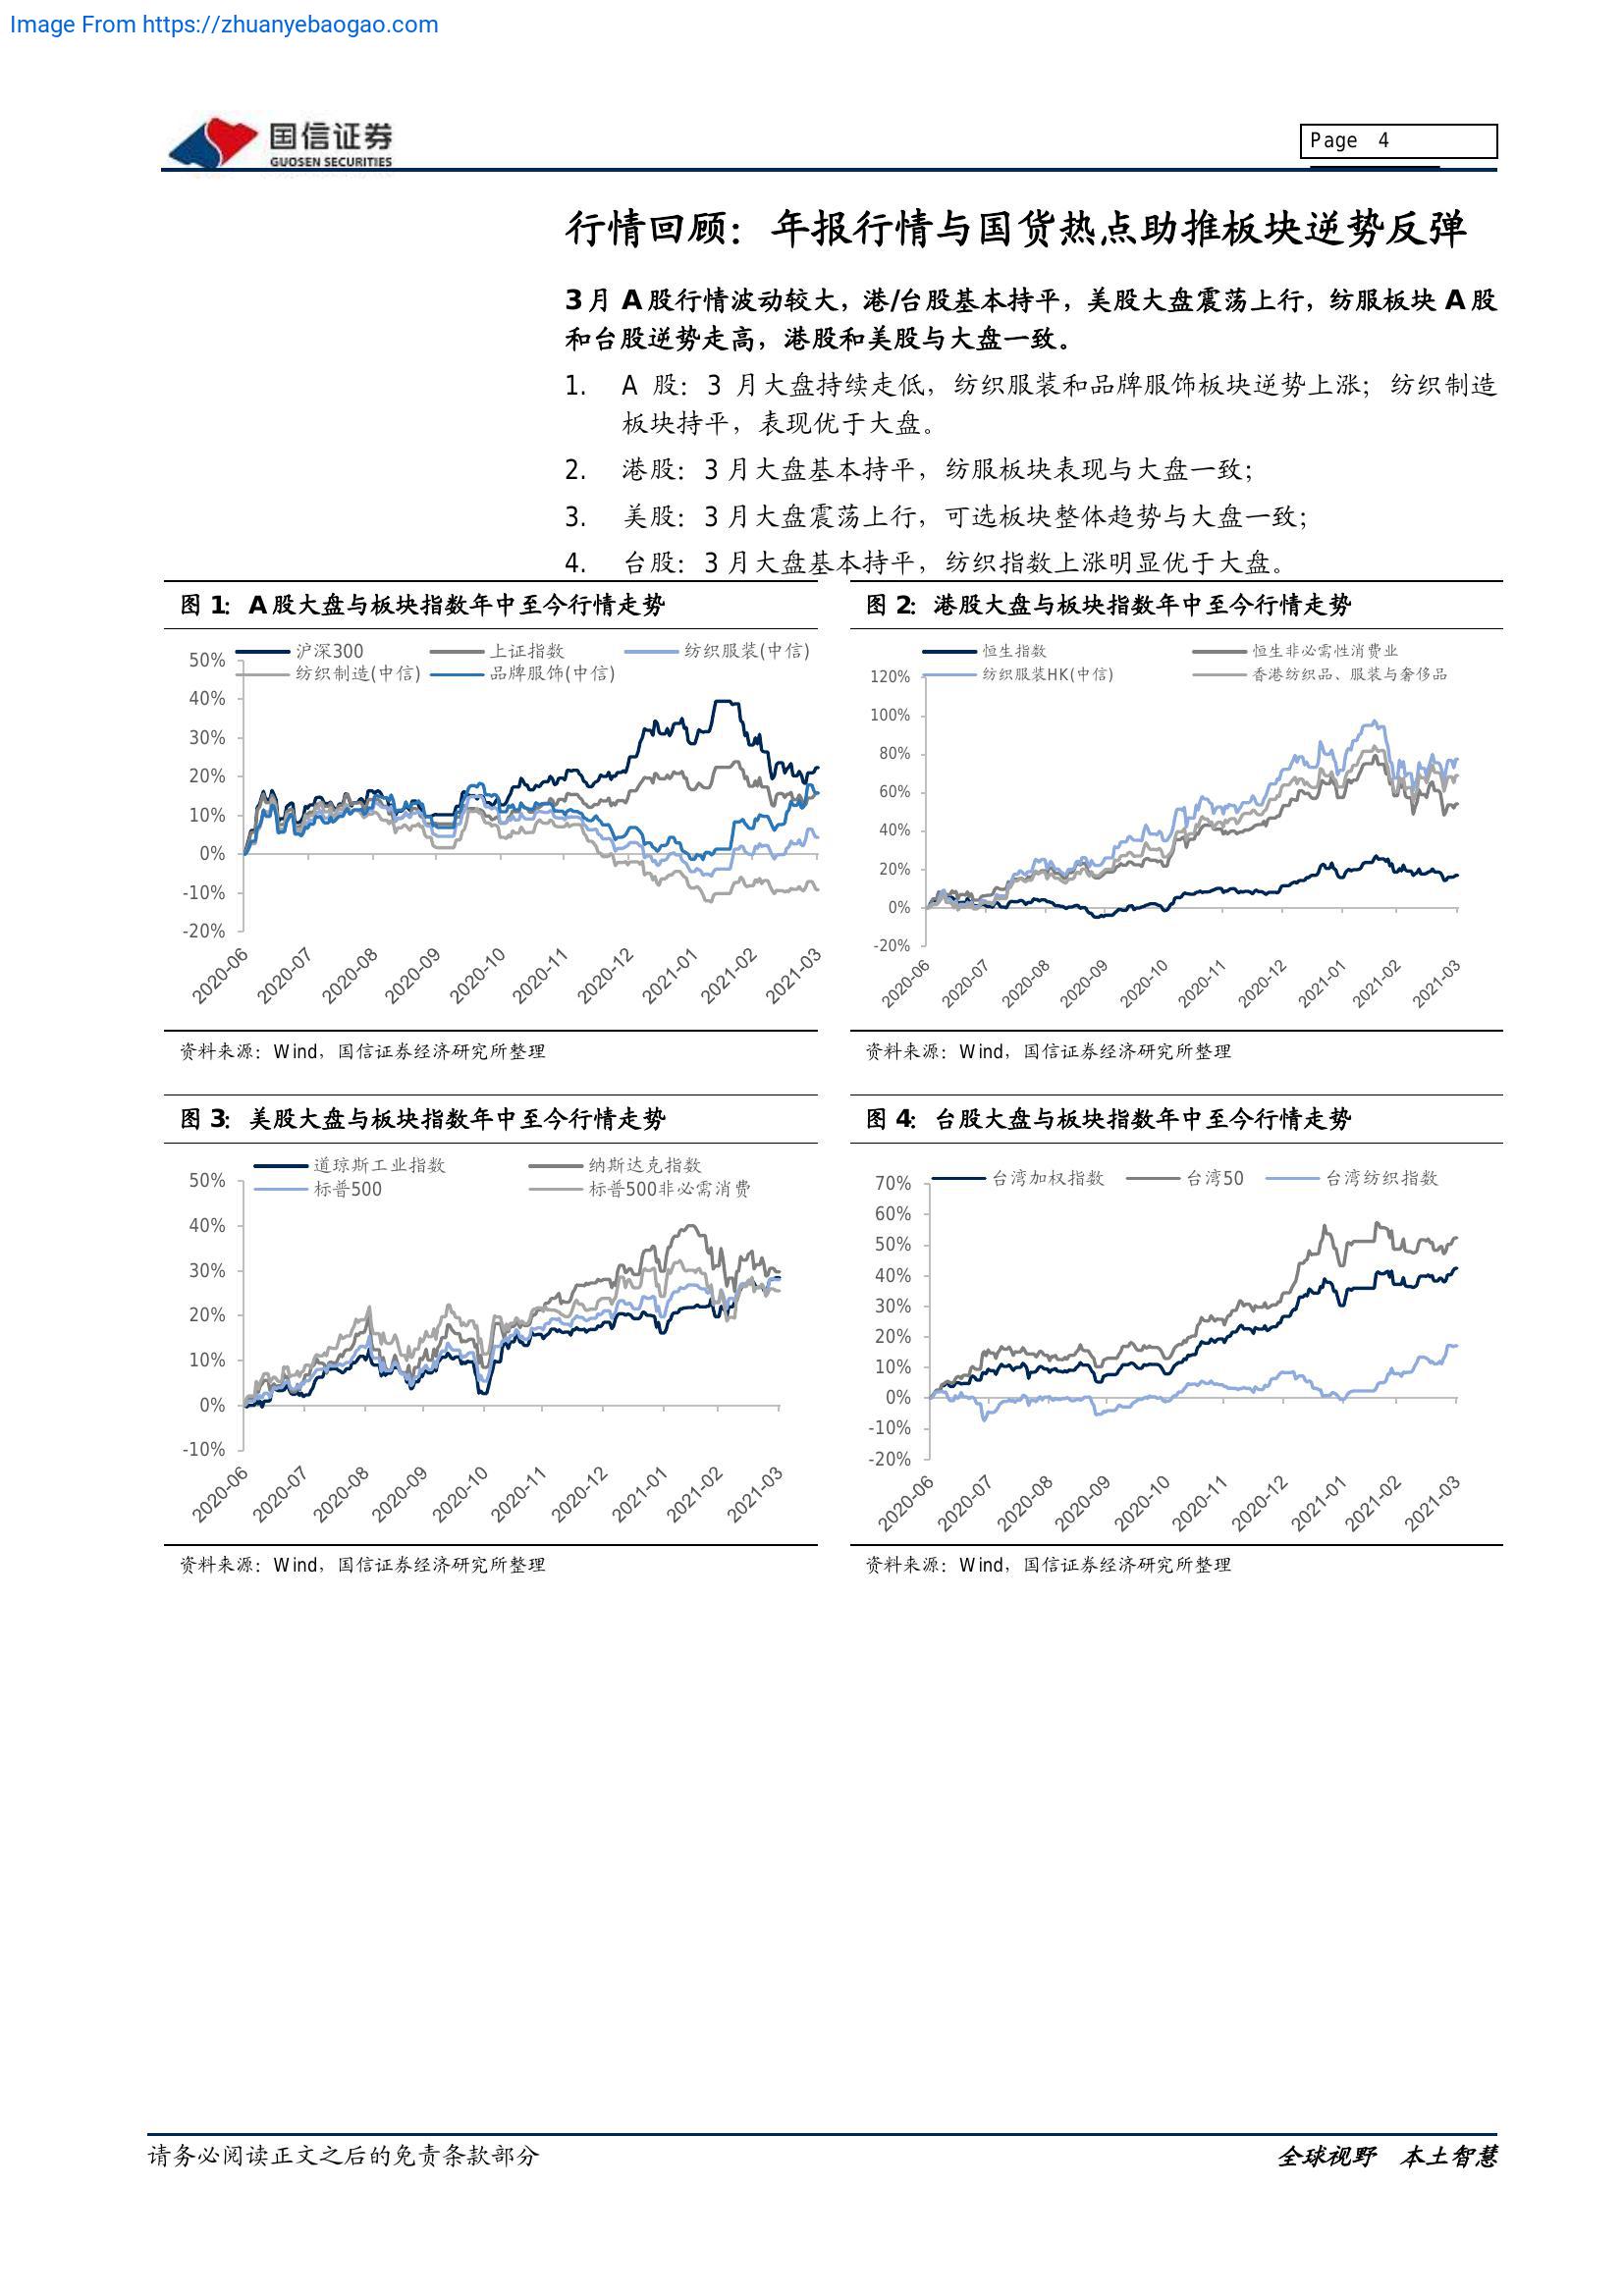 Image From https://zhuanyebaogao.com
国信证券
GUOSEN SECURITIES
Page 4
行情回顾：年报行情与国货热点助推板块逆势反弹
3月 A股行情波动较大，港/台股基本持平，美股大盘震荡上行，纺服板块 A股
和台股逆势走高，港股和美股与大盘一致。
1. A 股：3 月大盘持续走低，纺织服装和品牌服饰板块逆势上涨；纺织制造
板块持平，表现优于大盘。
2. 港股：3 月大盘基本持平，纺服板块表现与大盘一致；
3. 美股：3 月大盘震荡上行，可选板块整体趋势与大盘一致；
4. 台股：3 月大盘基本持平，纺织指数上涨明显优于大盘。
图 1：A股大盘与板块指数年中至今行情走势
沪深300 上证指数 纺织服装(中信)
纺织制造(中信) 品牌服饰(中信)
50%
40%
30%
20%
10%
0%
-10%
-20%
2020-06 2020-07 2020-08 2020-09 2020-10 2020-11 2020-12 2021-01 2021-02 2021-03
资料来源：Wind，国信证券经济研究所整理
图 2：港股大盘与板块指数年中至今行情走势
恒生指数 恒生非必需性消费业
纺织服装HK(中信) 香港纺织品、服装与奢侈品
120%
100%
80%
60%
40%
20%
0%
-20%
2020-06 2020-07 2020-08 2020-09 2020-10 2020-11 2020-12 2021-01 2021-02 2021-03
资料来源：Wind，国信证券经济研究所整理
图 3：美股大盘与板块指数年中至今行情走势
道琼斯工业指数 纳斯达克指数
标普500 标普500非必需消费
50%
40%
30%
20%
10%
0%
-10%
2020-06 2020-07 2020-08 2020-09 2020-10 2020-11 2020-12 2021-01 2021-02 2021-03
资料来源：Wind，国信证券经济研究所整理
图 4：台股大盘与板块指数年中至今行情走势
台湾加权指数 台湾50 台湾纺织指数
70%
60%
50%
40%
30%
20%
10%
0%
-10%
-20%
2020-06 2020-07 2020-08 2020-09 2020-10 2020-11 2020-12 2021-01 2021-02 2021-03
资料来源：Wind，国信证券经济研究所整理
请务必阅读正文之后的免责条款部分
全球视野 本土智慧